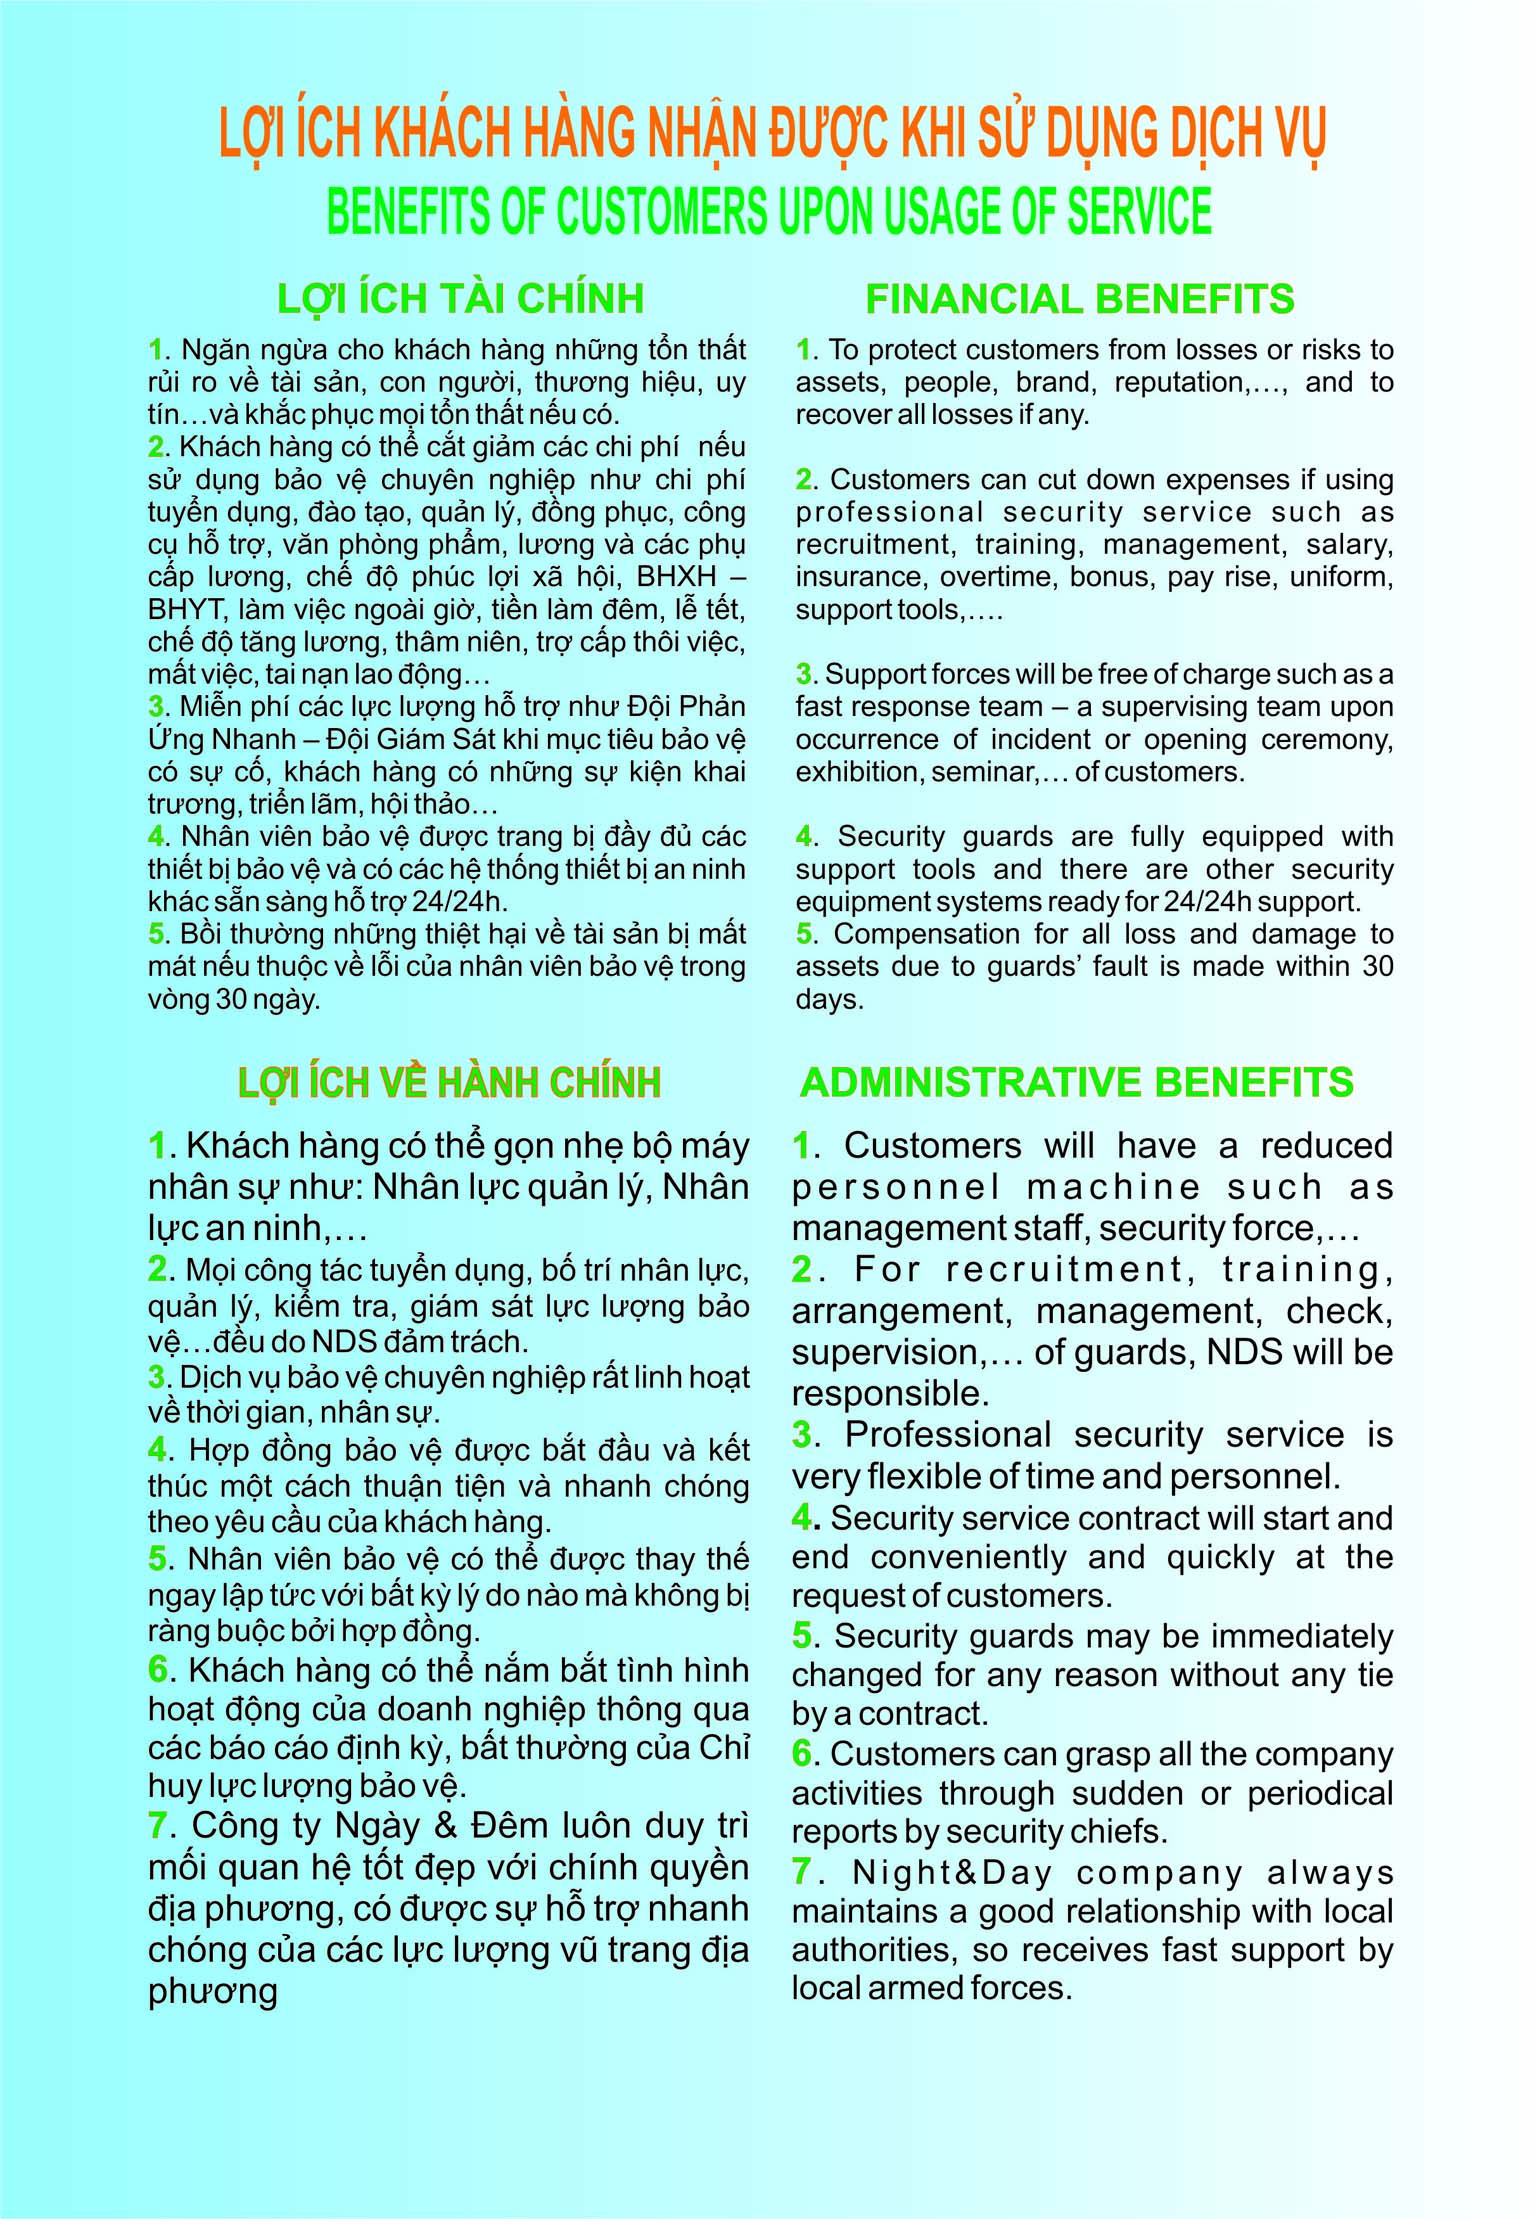 LỢI ÍCH KHÁCH HÀNG NHẬN ĐƯỢC KHI SỬ DỤNG DỊCH VỤ
BENEFITS OF CUSTOMERS UPON USAGE OF SERVICE
LỢI ÍCH TÀI CHÍNH
1. Ngăn ngừa cho khách hàng những tổn thất
rủi ro về tài sản, con người, thương hiệu, uy
tín…và khắc phục mọi tổn thất nếu có.
2. Khách hàng có thể cắt giảm các chi phí nếu
sử dụng bảo vệ chuyên nghiệp như chi phí
tuyển dụng, đào tạo, quản lý, đồng phục, công
cụ hỗ trợ, văn phòng phẩm, lương và các phụ
cấp lương, chế độ phúc lợi xã hội, BHXH –
BHYT, làm việc ngoài giờ, tiền làm đêm, lễ tết,
chế độ tăng lương, thâm niên, trợ cấp thôi việc,
mất việc, tai nạn lao động…
3. Miễn phí các lực lượng hỗ trợ như Đội Phản
Ứng Nhanh – Đội Giám Sát khi mục tiêu bảo vệ
có sự cố, khách hàng có những sự kiện khai
trương, triển lãm, hội thảo…
4. Nhân viên bảo vệ được trang bị đầy đủ các
thiết bị bảo vệ và có các hệ thống thiết bị an ninh
khác sẵn sàng hỗ trợ 24/24h.
5. Bồi thường những thiệt hại về tài sản bị mất
mát nếu thuộc về lỗi của nhân viên bảo vệ trong
vòng 30 ngày.
FINANCIAL BENEFITS
1. To protect customers from losses or risks to
assets, people, brand, reputation,…, and to
recover all losses if any.
2. Customers can cut down expenses if using
professional security service such as
recruitment, training, management, salary,
insurance, overtime, bonus, pay rise, uniform,
support tools,….
3. Support forces will be free of charge such as a
fast response team – a supervising team upon
occurrence of incident or opening ceremony,
exhibition, seminar,… of customers.
4. Security guards are fully equipped with
support tools and there are other security
equipment systems ready for 24/24h support.
5. Compensation for all loss and damage to
assets due to guards’ fault is made within 30
days.
LỢI ÍCH VỀ HÀNH CHÍNH
1. Khách hàng có thể gọn nhẹ bộ máy
nhân sự như: Nhân lực quản lý, Nhân
lực an ninh,…
2. Mọi công tác tuyển dụng, bố trí nhân lực,
quản lý, kiểm tra, giám sát lực lượng bảo
vệ…đều do NDS đảm trách.
3. Dịch vụ bảo vệ chuyên nghiệp rất linh hoạt
về thời gian, nhân sự.
4. Hợp đồng bảo vệ được bắt đầu và kết
thúc một cách thuận tiện và nhanh chóng
theo yêu cầu của khách hàng.
5. Nhân viên bảo vệ có thể được thay thế
ngay lập tức với bất kỳ lý do nào mà không bị
ràng buộc bởi hợp đồng.
6. Khách hàng có thể nắm bắt tình hình
hoạt động của doanh nghiệp thông qua
các báo cáo định kỳ, bất thường của Chỉ
huy lực lượng bảo vệ.
7. Công ty Ngày & Đêm luôn duy trì
mối quan hệ tốt đẹp với chính quyền
địa phương, có được sự hỗ trợ nhanh
chóng của các lực lượng vũ trang địa
phương
ADMINISTRATIVE BENEFITS
1. Customers will have a reduced
personnel machine such as
management staff, security force,…
2. For recruitment, training,
arrangement, management, check,
supervision,… of guards, NDS will be
responsible.
3. Professional security service is
very flexible of time and personnel.
4. Security service contract will start and
end conveniently and quickly at the
request of customers.
5. Security guards may be immediately
changed for any reason without any tie
by a contract.
6. Customers can grasp all the company
activities through sudden or periodical
reports by security chiefs.
7. Night&Day company always
maintains a good relationship with local
authorities, so receives fast support by
local armed forces.